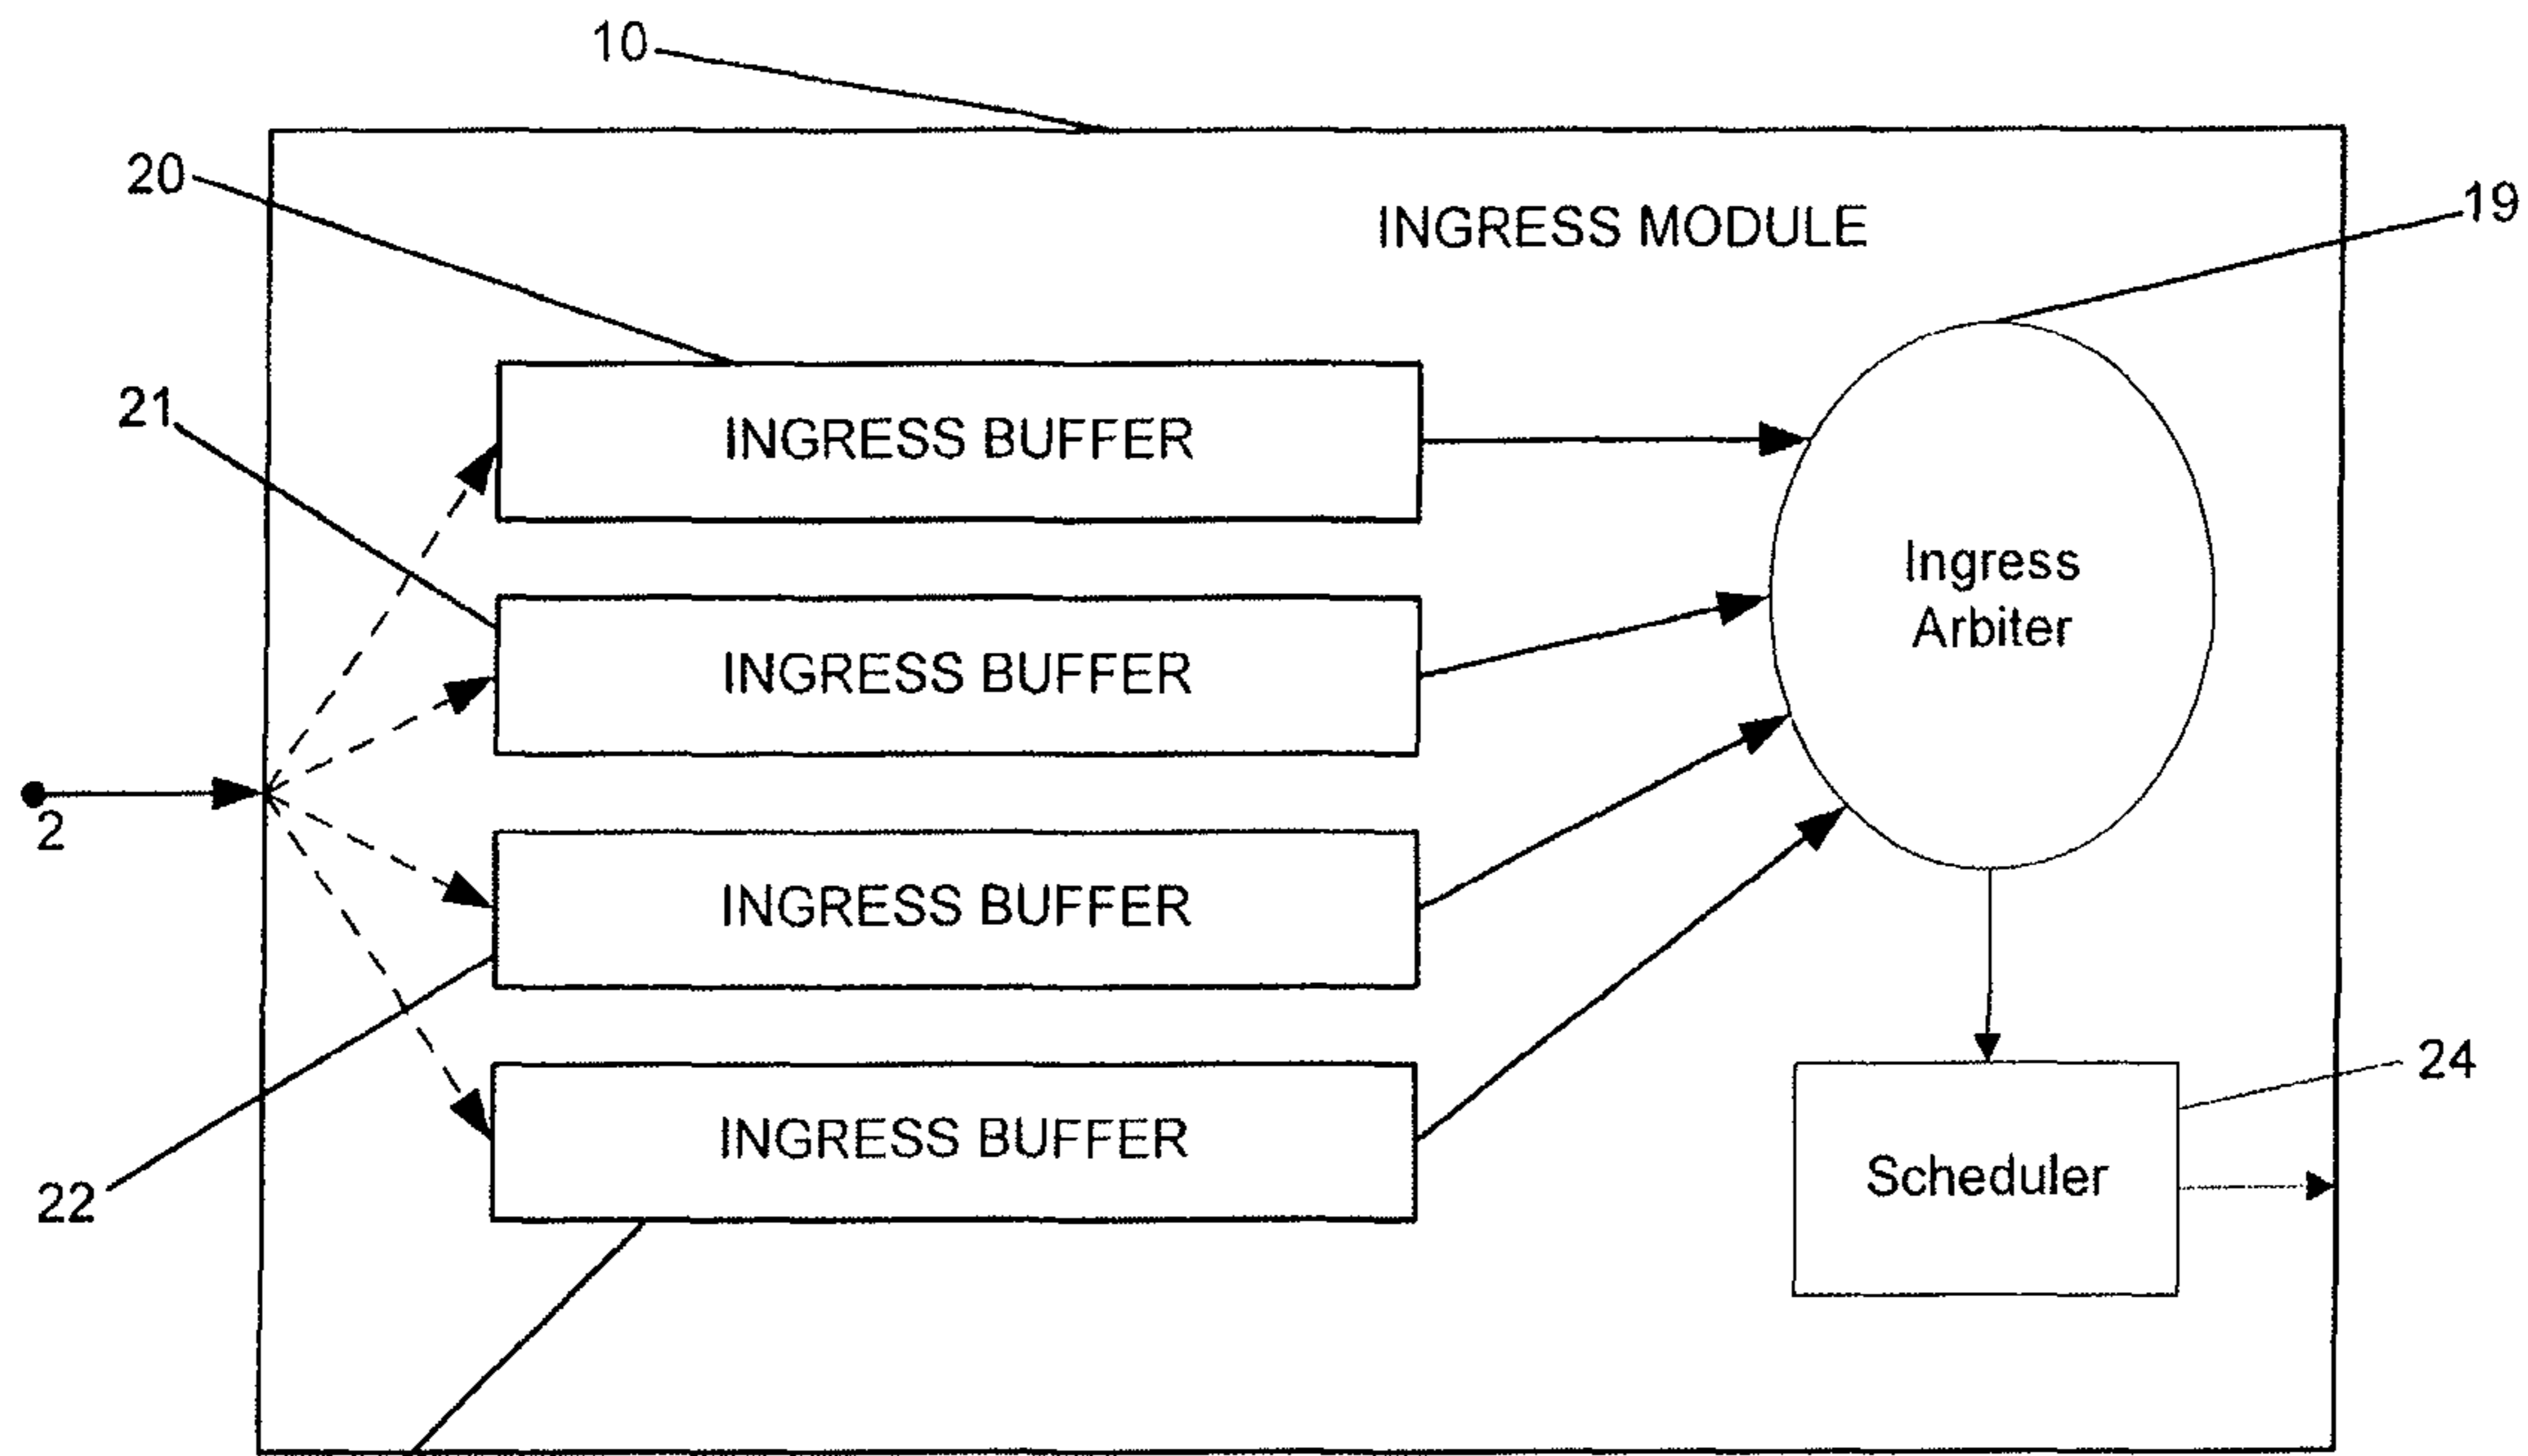 10
20
INGRESS MODULE
19
21
INGRESS BUFFER
Ingress
Arbiter
INGRESS BUFFER
2
INGRESS BUFFER
22
INGRESS BUFFER
24
Scheduler